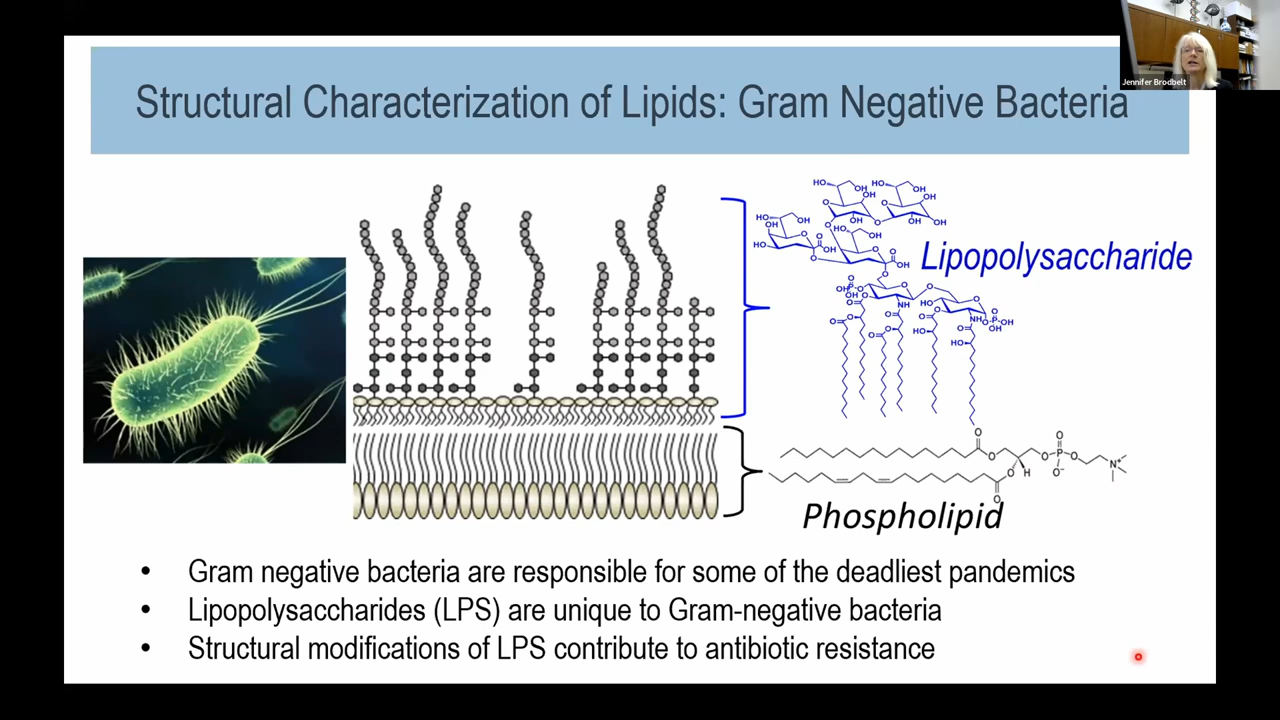 Jennifer Brodbelt
Structural Characterization of Lipids: Gram Negative Bacteria
Lipopolysaccharide
Phospholipid
• Gram negative bacteria are responsible for some of the deadliest pandemics
• Lipopolysaccharides (LPS) are unique to Gram-negative bacteria
• Structural modifications of LPS contribute to antibiotic resistance